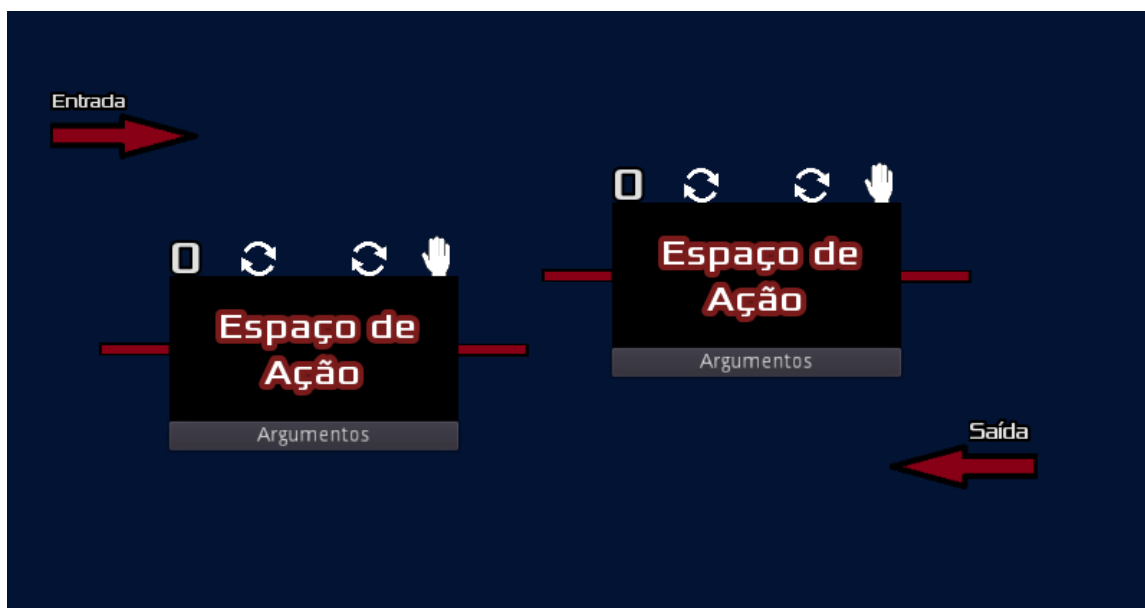 Entrada
0
Espaço de
Ação
Argumentos
0
Espaço de
Ação
Argumentos
Saída